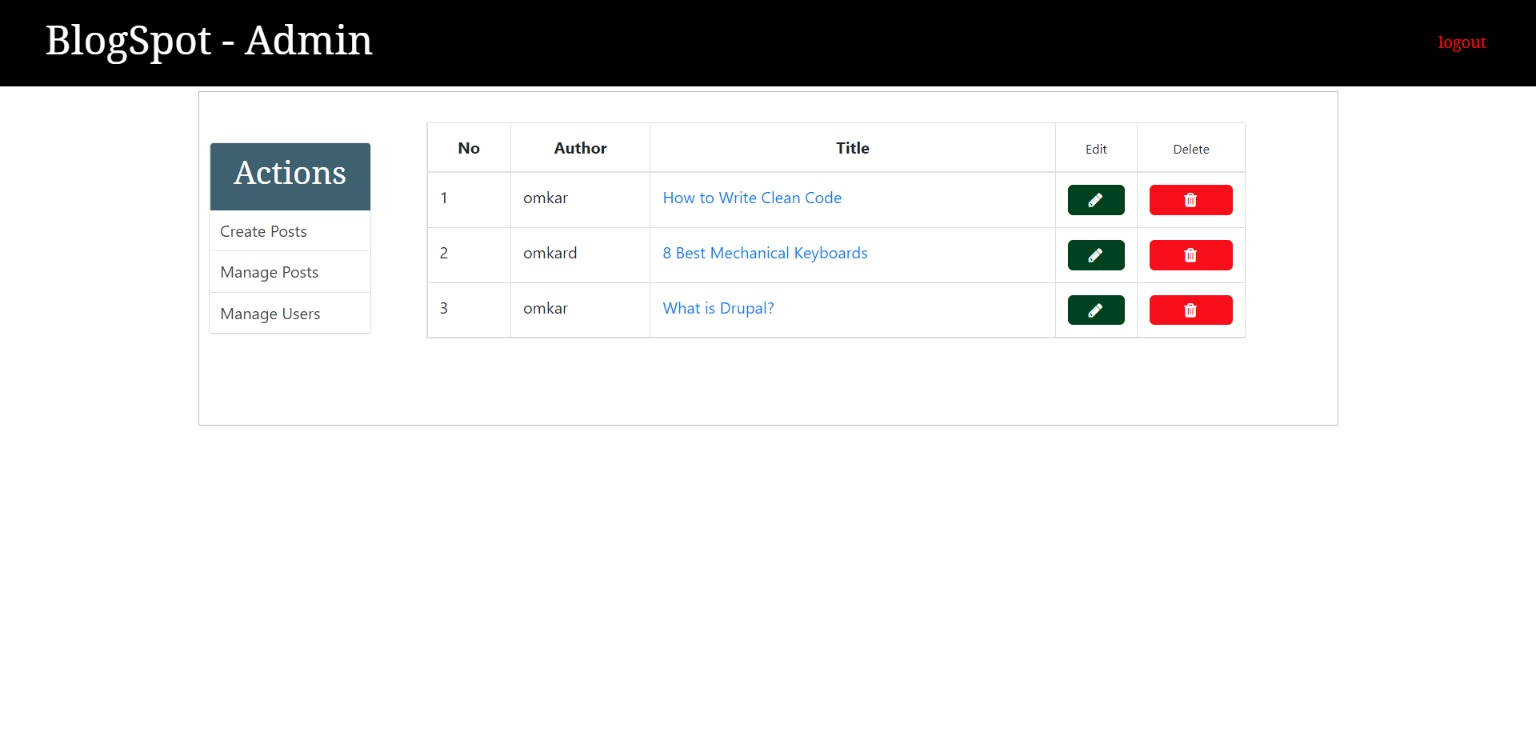 BlogSpot - Admin
logout
Actions
Create Posts
Manage Posts
Manage Users
No Author Title Edit Delete
1 omkar How to Write Clean Code
2 omkard 8 Best Mechanical Keyboards
3 omkar What is Drupal?